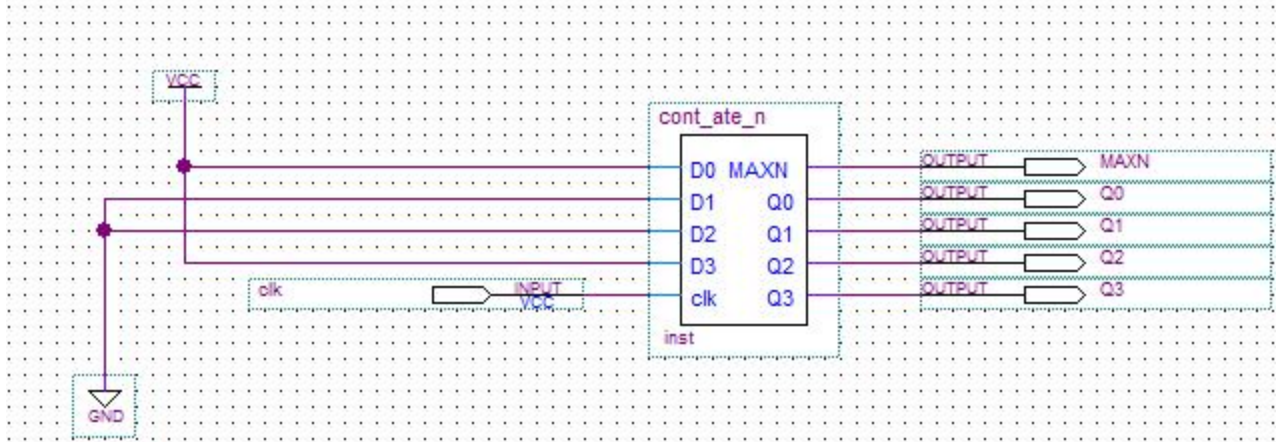 VCC
cont_ate_n
D0 MAXN
D1 Q0
D2 Q1
D3 Q2
clk Q3
inst
clk INPUT
VCC
GND
OUTPUT MAXN
OUTPUT Q0
OUTPUT Q1
OUTPUT Q2
OUTPUT Q3